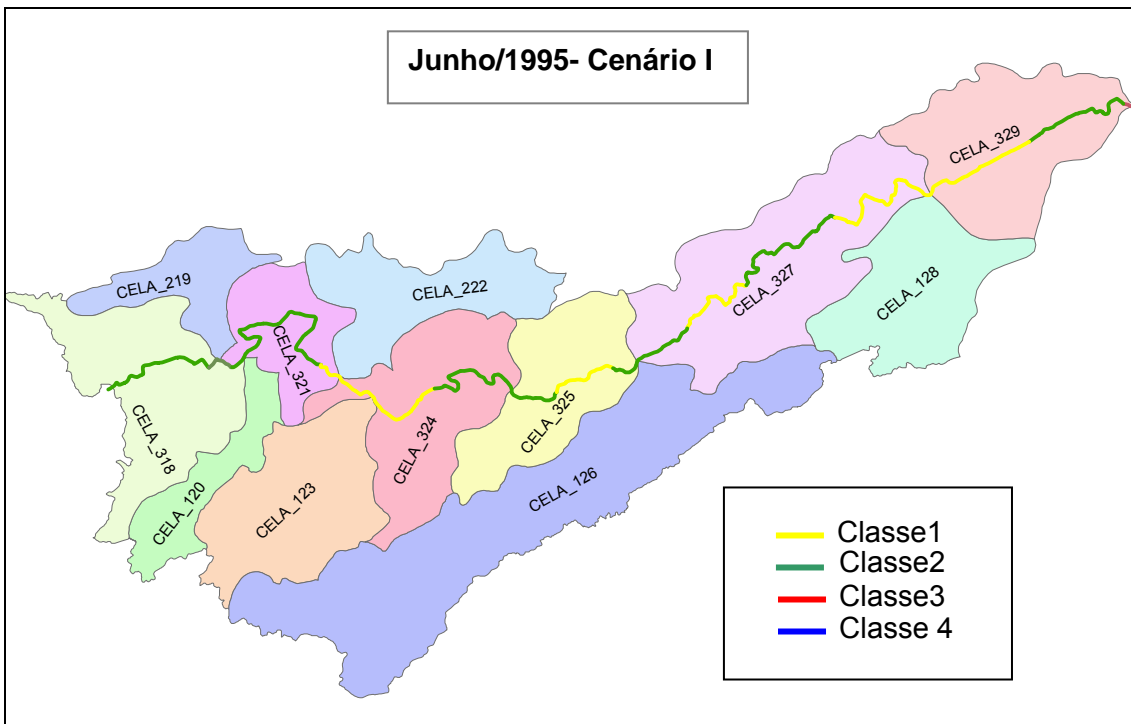 Junho/1995- Cenário I
CELA_329
CELA_219
CELA_222
CELA_327
CELA_128
CELA_321
CELA_325
CELA_324
CELA_318
CELA_120
CELA_123
CELA_126
Classe1
Classe2
Classe3
Classe 4